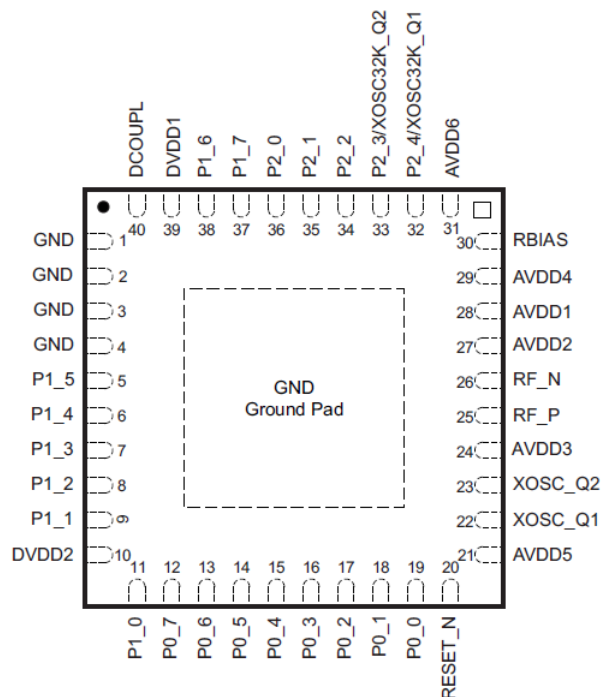 DCOUPL
DVDD1
P1_6
P1_7
P2_0
P2_1
P2_2
P2_3/XOSC32K_Q2
P2_4/XOSC32K_Q1
AVDD6
40 39 38 37 36 35 34 33 32 31
GND 1
GND 2
GND 3
GND 4
P1_5 5
P1_4 6
P1_3 7
P1_2 8
P1_1 9
DVDD2 10
GND
Ground Pad
30 RBIAS
29 AVDD4
28 AVDD1
27 AVDD2
26 RF_N
25 RF_P
24 AVDD3
23 XOSC_Q2
22 XOSC_Q1
21 AVDD5
11 12 13 14 15 16 17 18 19 20
P1_0
P0_7
P0_6
P0_5
P0_4
P0_3
P0_2
P0_1
P0_0
RESET_N